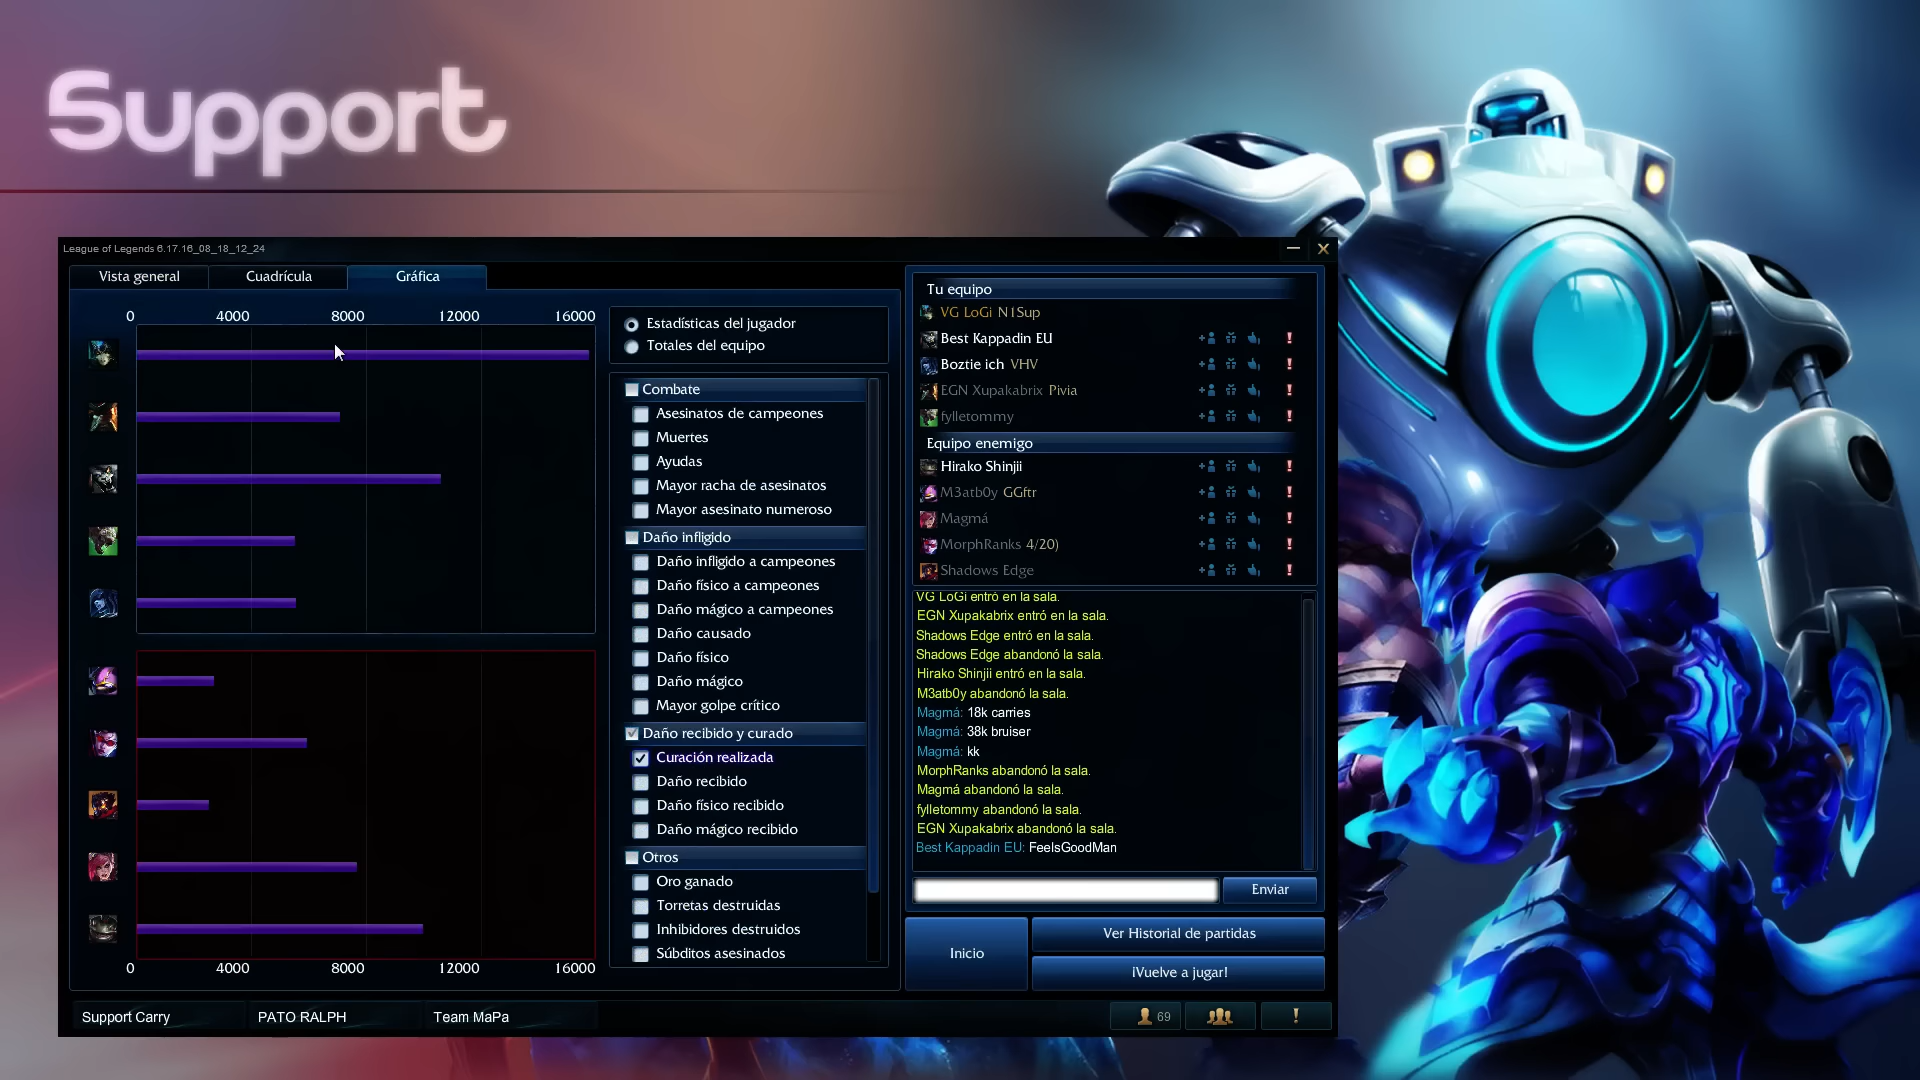 Support
League of Legends 6.17.16_08_18_12_24
Vista general
Cuadrícula
Gráfica
0 4000 8000 12000 16000
0 4000 8000 12000 16000
Estadísticas del jugador
Totales del equipo
Combate
Asesinatos de campeones
Muertes
Ayudas
Mayor racha de asesinatos
Mayor asesinato numeroso
Daño infligido
Daño infligido a campeones
Daño físico a campeones
Daño mágico a campeones
Daño causado
Daño físico
Daño mágico
Mayor golpe crítico
Daño recibido y curado
Curación realizada
Daño recibido
Daño físico recibido
Daño mágico recibido
Otros
Oro ganado
Torretas destruidas
Inhibidores destruidos
Súbditos asesinados
Tu equipo
VG LoGi N1Sup
Best Kappadin EU
Boztie ich VHV
EGN Xupakabrix Pivia
fylletommy
Equipo enemigo
Hirako Shinjii
M3atb0y GGftr
Magmá
MorphRanks 4/20)
Shadows Edge
VG LoGi entró en la sala.
EGN Xupakabrix entró en la sala.
Shadows Edge entró en la sala.
Shadows Edge abandonó la sala.
Hirako Shinjii entró en la sala.
M3atb0y abandonó la sala.
Magmá: 18k carries
Magmá: 38k bruiser
Magmá: kk
MorphRanks abandonó la sala.
Magmá abandonó la sala.
fylletommy abandonó la sala.
EGN Xupakabrix abandonó la sala.
Best Kappadin EU: FeelsGoodMan
Enviar
Inicio
Ver Historial de partidas
¡Vuelve a jugar!
Support Carry
PATO RALPH
Team MaPa
69